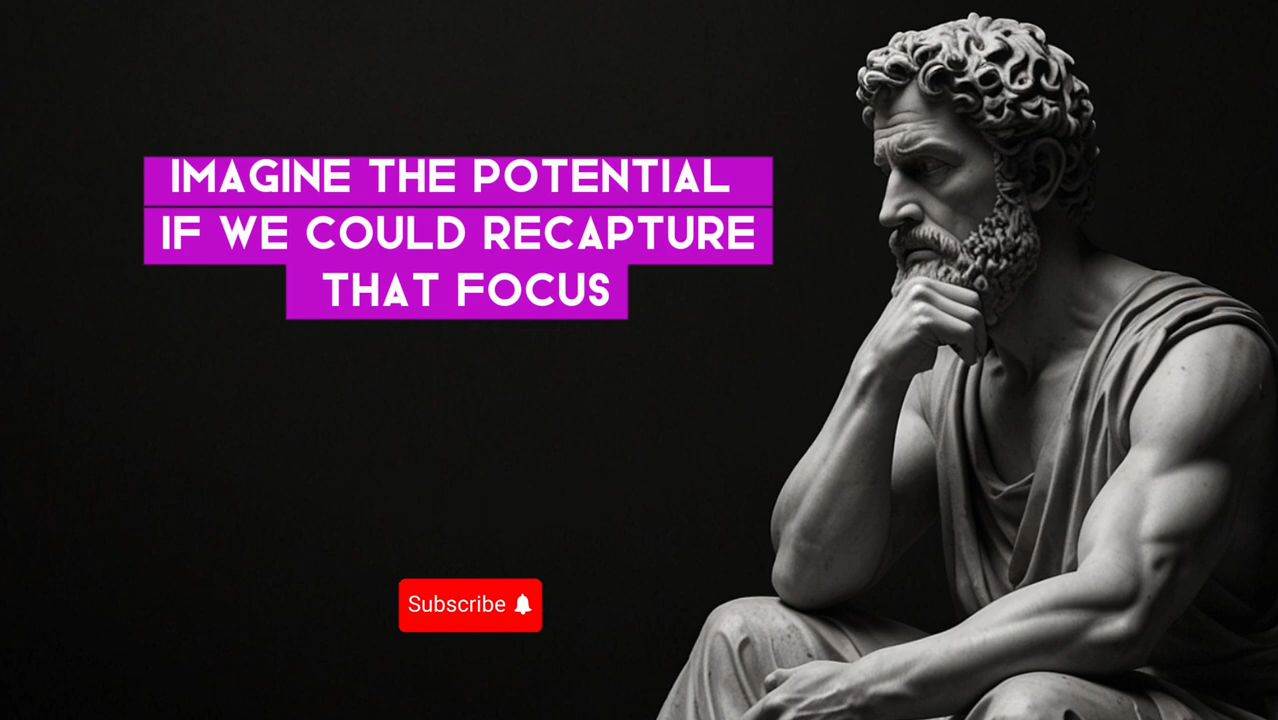 IMAGINE THE POTENTIAL
IF WE COULD RECAPTURE
THAT FOCUS
Subscribe